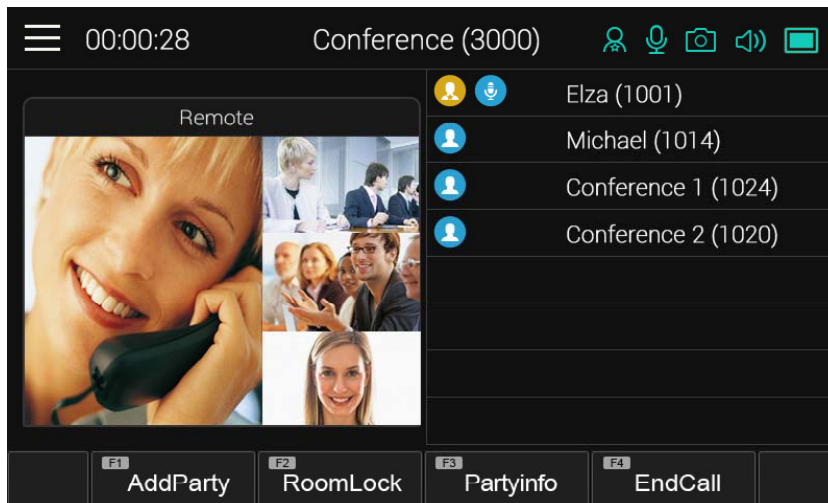 00:00:28 Conference (3000)
Remote
Elza (1001)
Michael (1014)
Conference 1 (1024)
Conference 2 (1020)
F1 AddParty F2 RoomLock F3 Partyinfo F4 EndCall